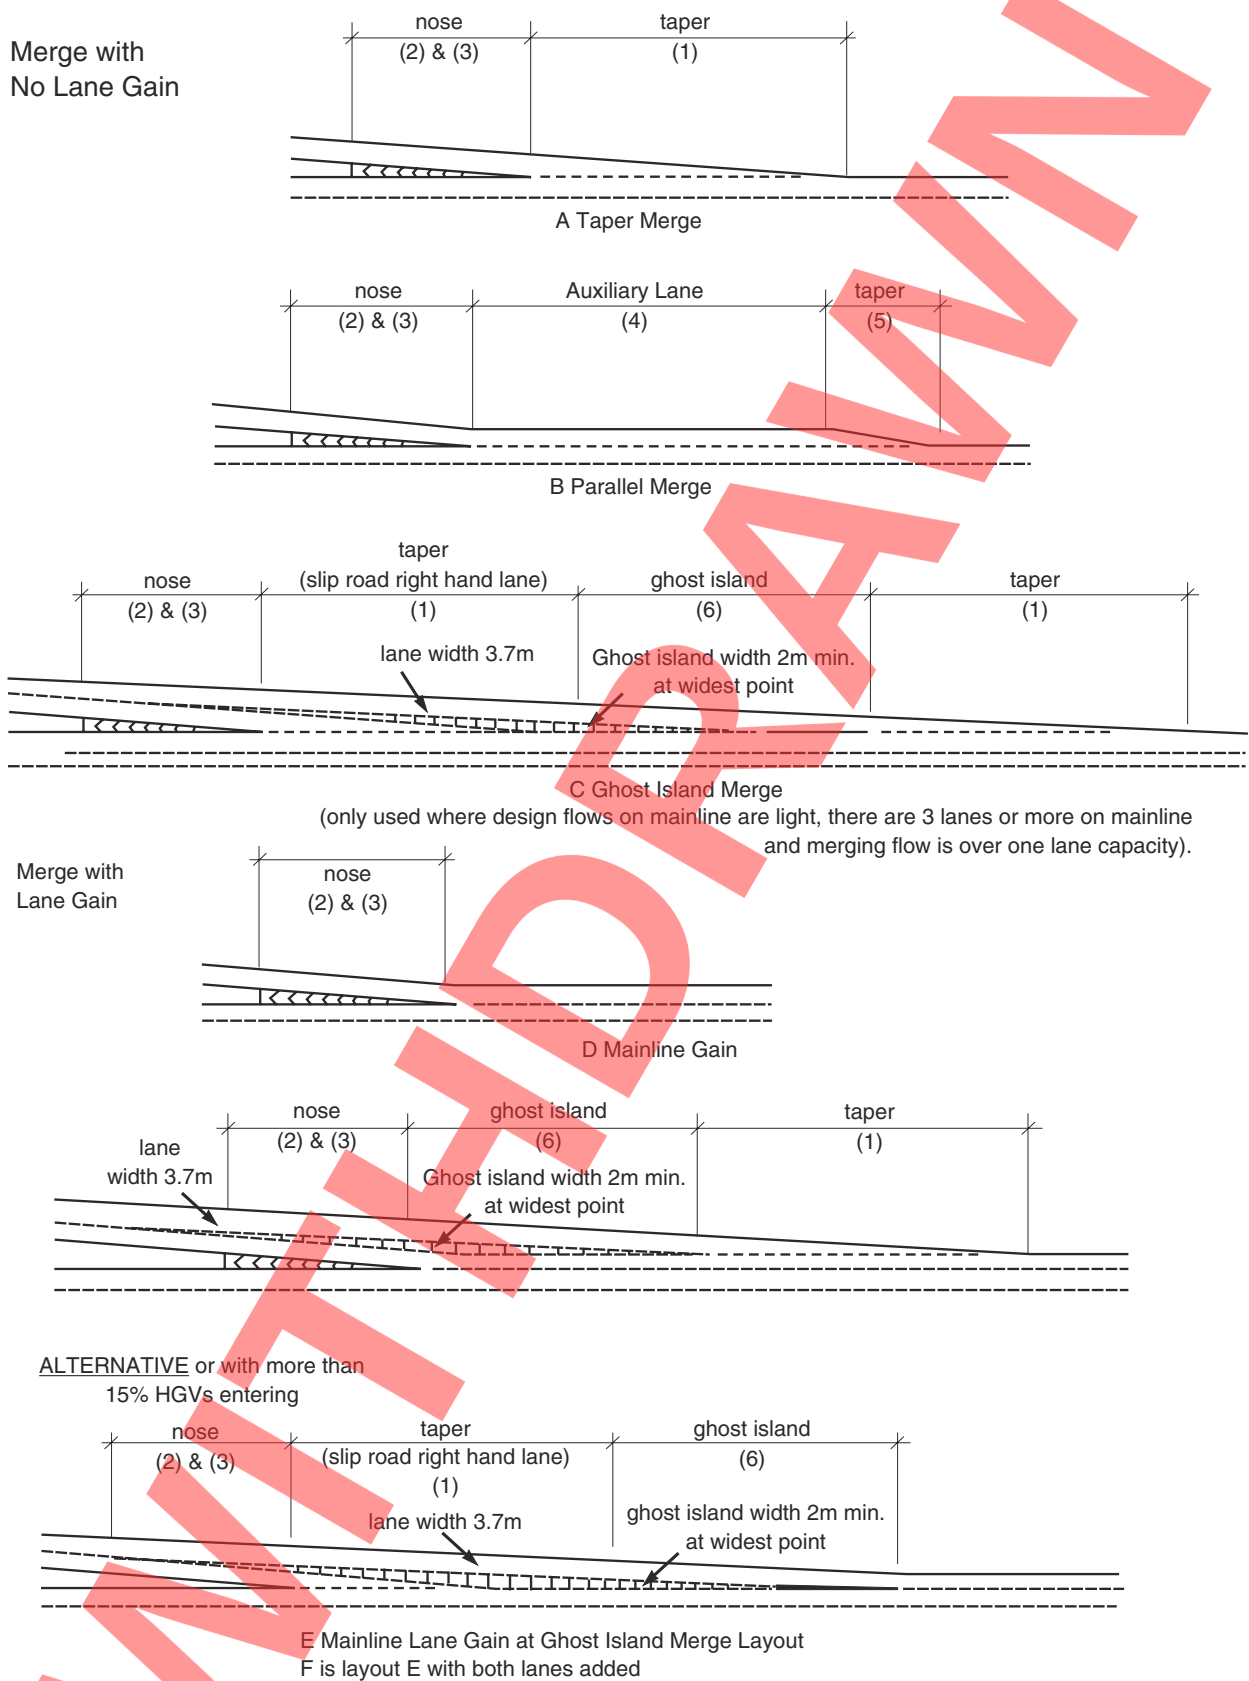 Merge with
No Lane Gain
nose
(2) & (3)
taper
(1)
A Taper Merge
nose
(2) & (3)
Auxiliary Lane
(4)
taper
(5)
B Parallel Merge
nose
(2) & (3)
taper
(slip road right hand lane)
(1)
ghost island
(6)
taper
(1)
lane width 3.7m
Ghost island width 2m min.
at widest point
C Ghost Island Merge
(only used where design flows on mainline are light, there are 3 lanes or more on mainline
and merging flow is over one lane capacity).
Merge with
Lane Gain
nose
(2) & (3)
D Mainline Gain
nose
(2) & (3)
ghost island
(6)
taper
(1)
lane
width 3.7m
Ghost island width 2m min.
at widest point
ALTERNATIVE or with more than
15% HGVs entering
nose
(2) & (3)
taper
(slip road right hand lane)
(1)
ghost island
(6)
lane width 3.7m
ghost island width 2m min.
at widest point
E Mainline Lane Gain at Ghost Island Merge Layout
F is layout E with both lanes added
WITHDRAWN